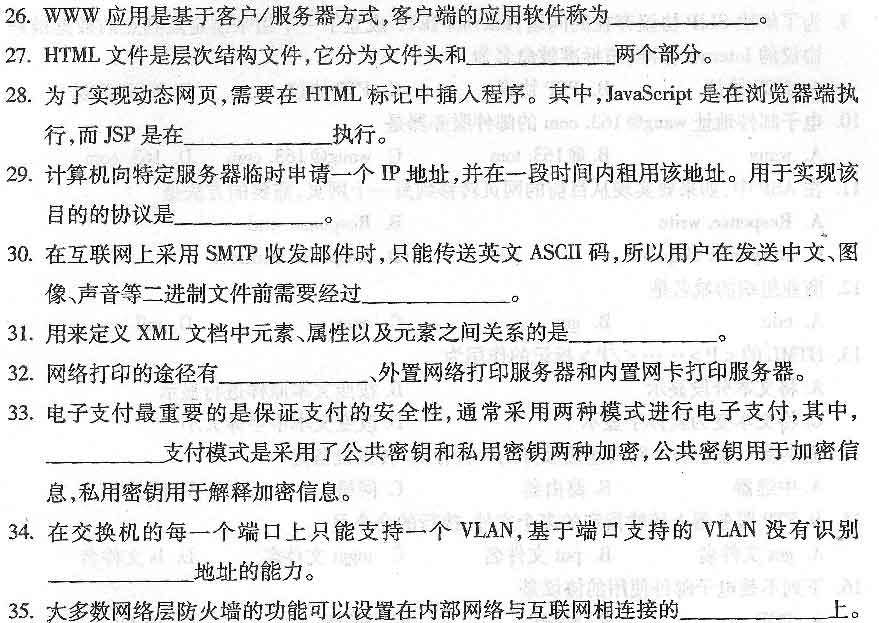 26. WWW 应用是基于客户/服务器方式,客户端的应用软件称为____________。
27. HTML 文件是层次结构文件,它分为文件头和____________两个部分。
28. 为了实现动态网页,需要在 HTML 标记中插入程序。其中,JavaScript 是在浏览器端执
行,而 JSP 是在____________执行。
29. 计算机向特定服务器临时申请一个 IP 地址,并在一段时间内租用该地址。用于实现该
目的的协议是____________。
30. 在互联网上采用 SMTP 收发邮件时,只能传送英文 ASCII 码,所以用户在发送中文、图
像、声音等二进制文件前需要经过____________。
31. 用来定义 XML 文档中元素、属性以及元素之间关系的是____________。
32. 网络打印的途径有____________、外置网络打印服务器和内置网卡打印服务器。
33. 电子支付最重要的是保证支付的安全性,通常采用两种模式进行电子支付,其中,
__________支付模式是采用了公共密钥和私用密钥两种加密,公共密钥用于加密信
息,私用密钥用于解释加密信息。
34. 在交换机的每一个端口上只能支持一个 VLAN,基于端口支持的 VLAN 没有识别
____________地址的能力。
35. 大多数网络层防火墙的功能可以设置在内部网络与互联网相连接的____________上。